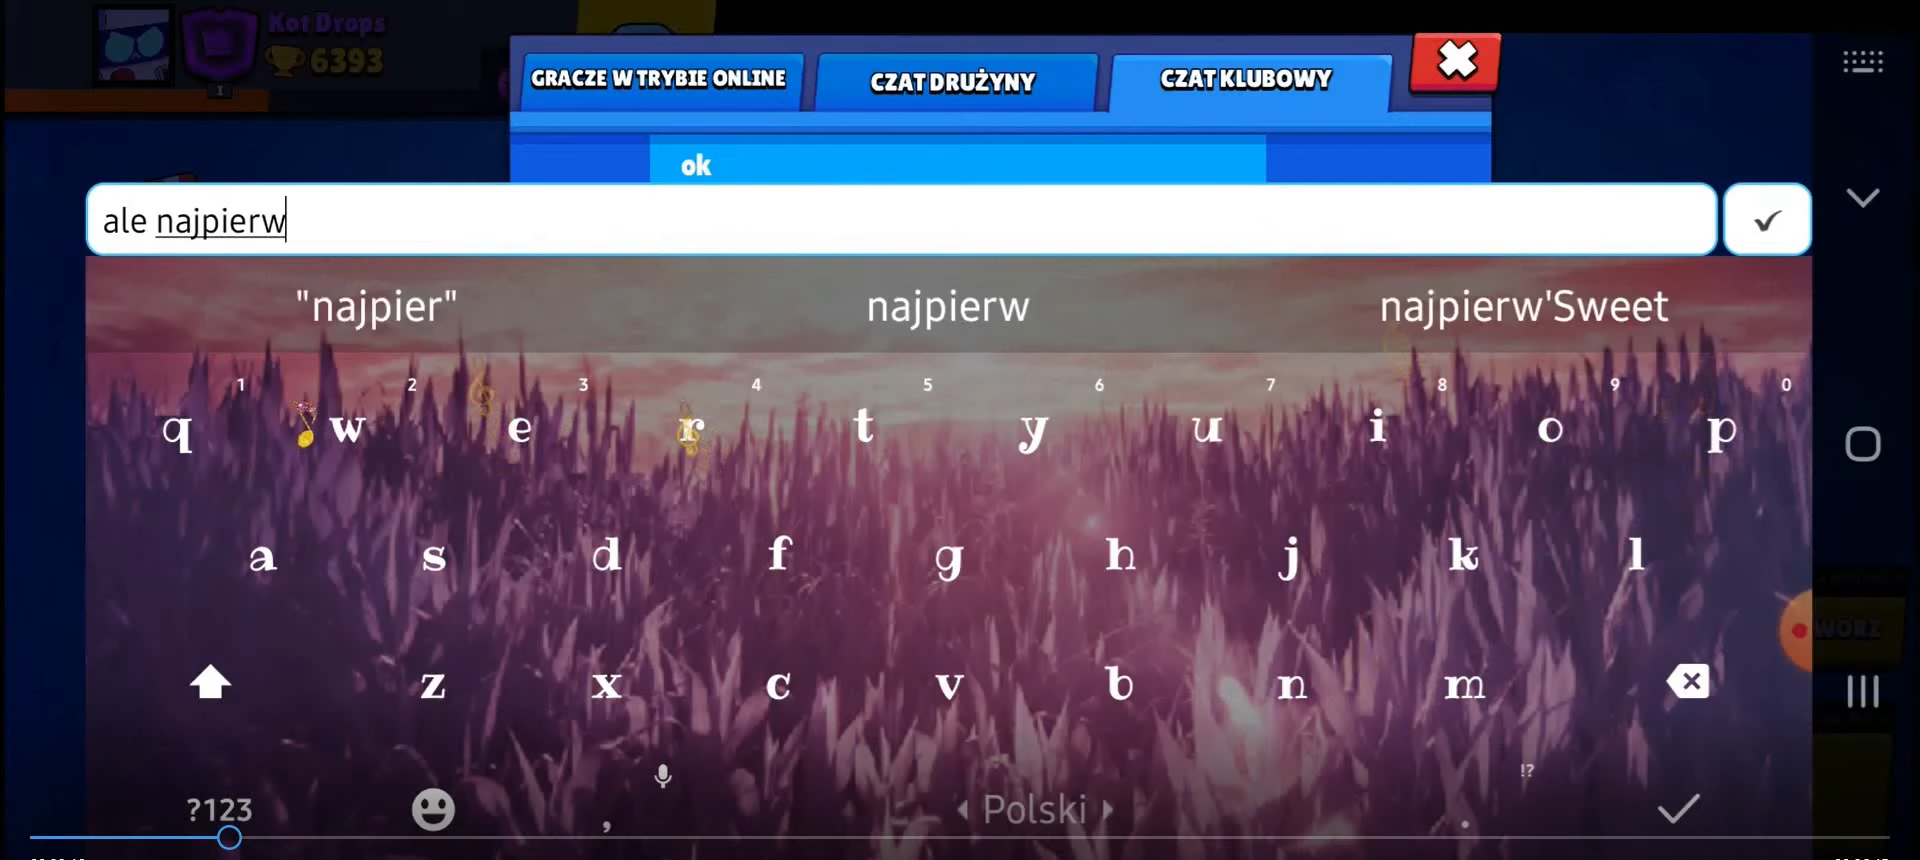 Kot Drops
6393
I
GRACZE W TRYBIE ONLINE
CZAT DRUŻYNY
CZAT KLUBOWY
ok
ale najpierw
"najpier" najpierw najpierw'Sweet
1 2 3 4 5 6 7 8 9 0
q w e r t y u i o p
a s d f g h j k l
z x c v b n m
!?
?123 , Polski .